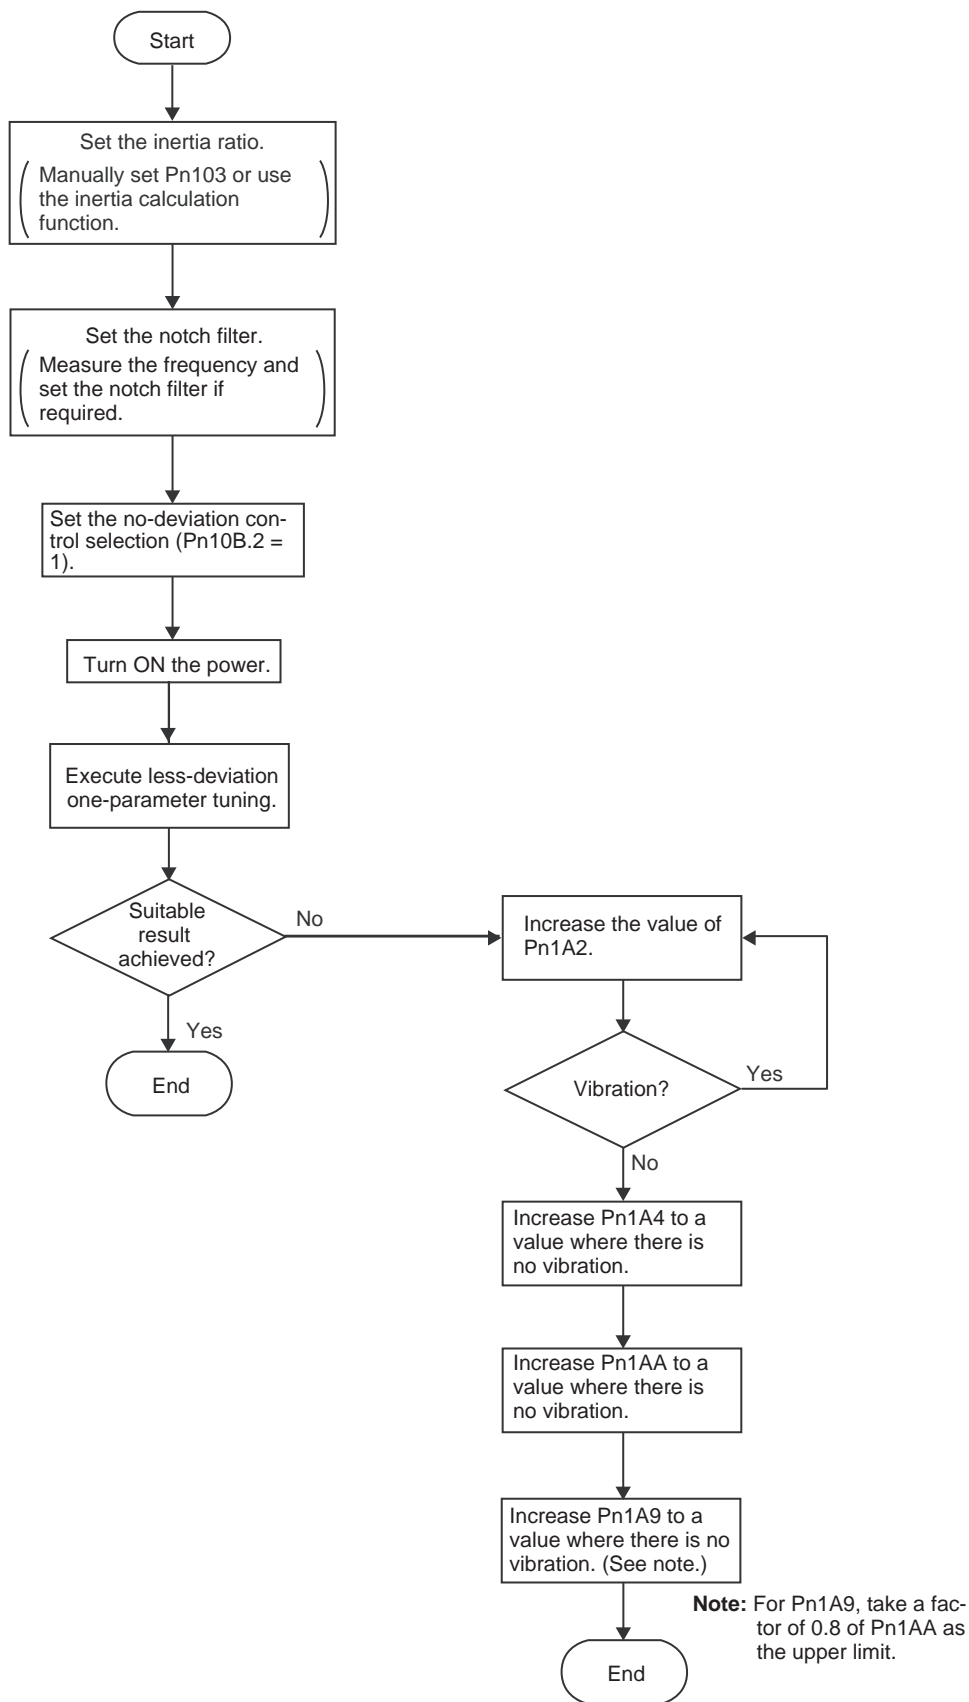 Start
Set the inertia ratio.
Manually set Pn103 or use
the inertia calculation
function.
Set the notch filter.
Measure the frequency and
set the notch filter if
required.
Set the no-deviation con-
trol selection (Pn10B.2 =
1).
Turn ON the power.
Execute less-deviation
one-parameter tuning.
Suitable
result
achieved?
No
Yes
End
Increase the value of
Pn1A2.
Vibration?
Yes
No
Increase Pn1A4 to a
value where there is
no vibration.
Increase Pn1AA to a
value where there is
no vibration.
Increase Pn1A9 to a
value where there is no
vibration. (See note.)
Note: For Pn1A9, take a fac-
tor of 0.8 of Pn1AA as
the upper limit.
End